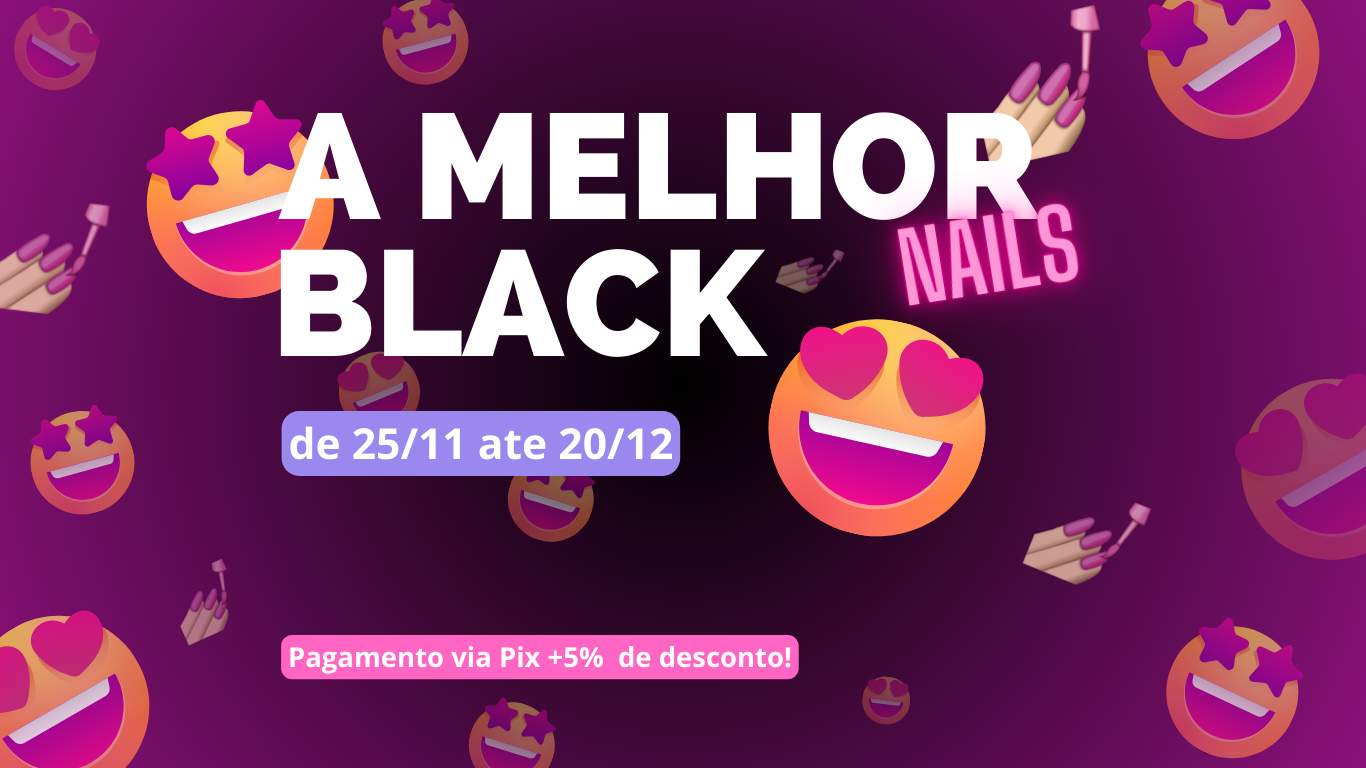 A MELHOR
NAILS
BLACK
de 25/11 ate 20/12
Pagamento via Pix +5% de desconto!